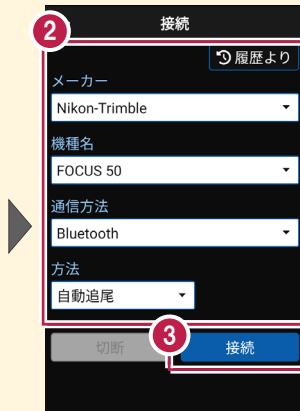 2
接続
履歴より
メーカー
Nikon-Trimble
機種名
FOCUS 50
通信方法
Bluetooth
方法
自動追尾
3
切断
接続